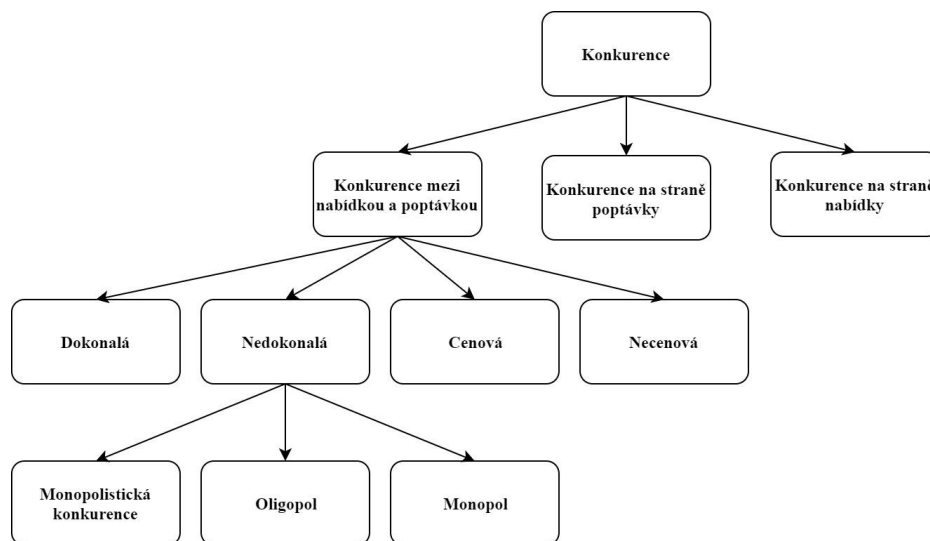 Konkurence
Konkurence mezi
nabídkou a poptávkou
Konkurence na straně
poptávky
Konkurence na straně
nabídky
Dokonalá
Nedokonalá
Cenová
Necenová
Monopolistická
konkurence
Oligopol
Monopol